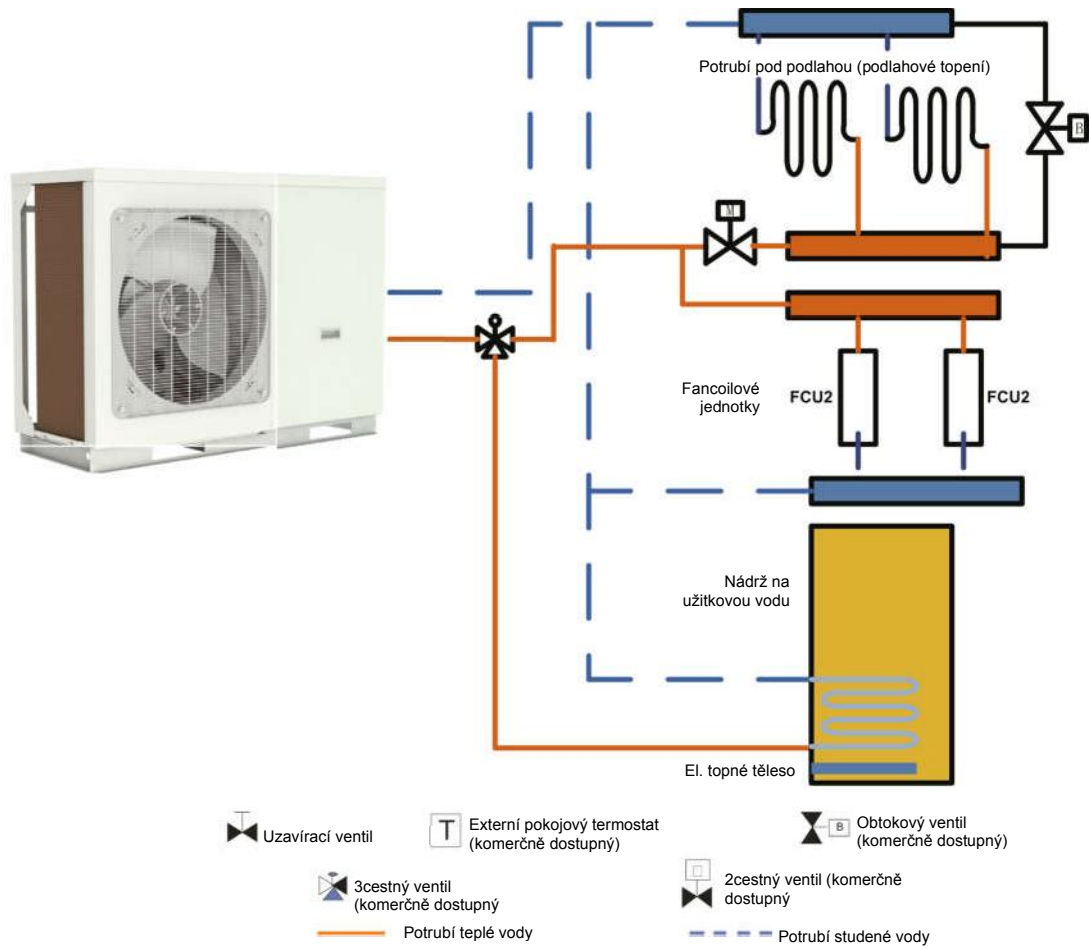 Potrubí pod podlahou (podlahové topení)
B
M
Fancoilové
jednotky
FCU2
FCU2
Nádrž na
užitkovou vodu
El. topné těleso
Uzavírací ventil
T
Externí pokojový termostat
(komerčně dostupný)
B
Obtokový ventil
(komerčně dostupný)
3cestný ventil
(komerčně dostupný
2cestný ventil (komerčně
dostupný
Potrubí teplé vody
Potrubí studené vody